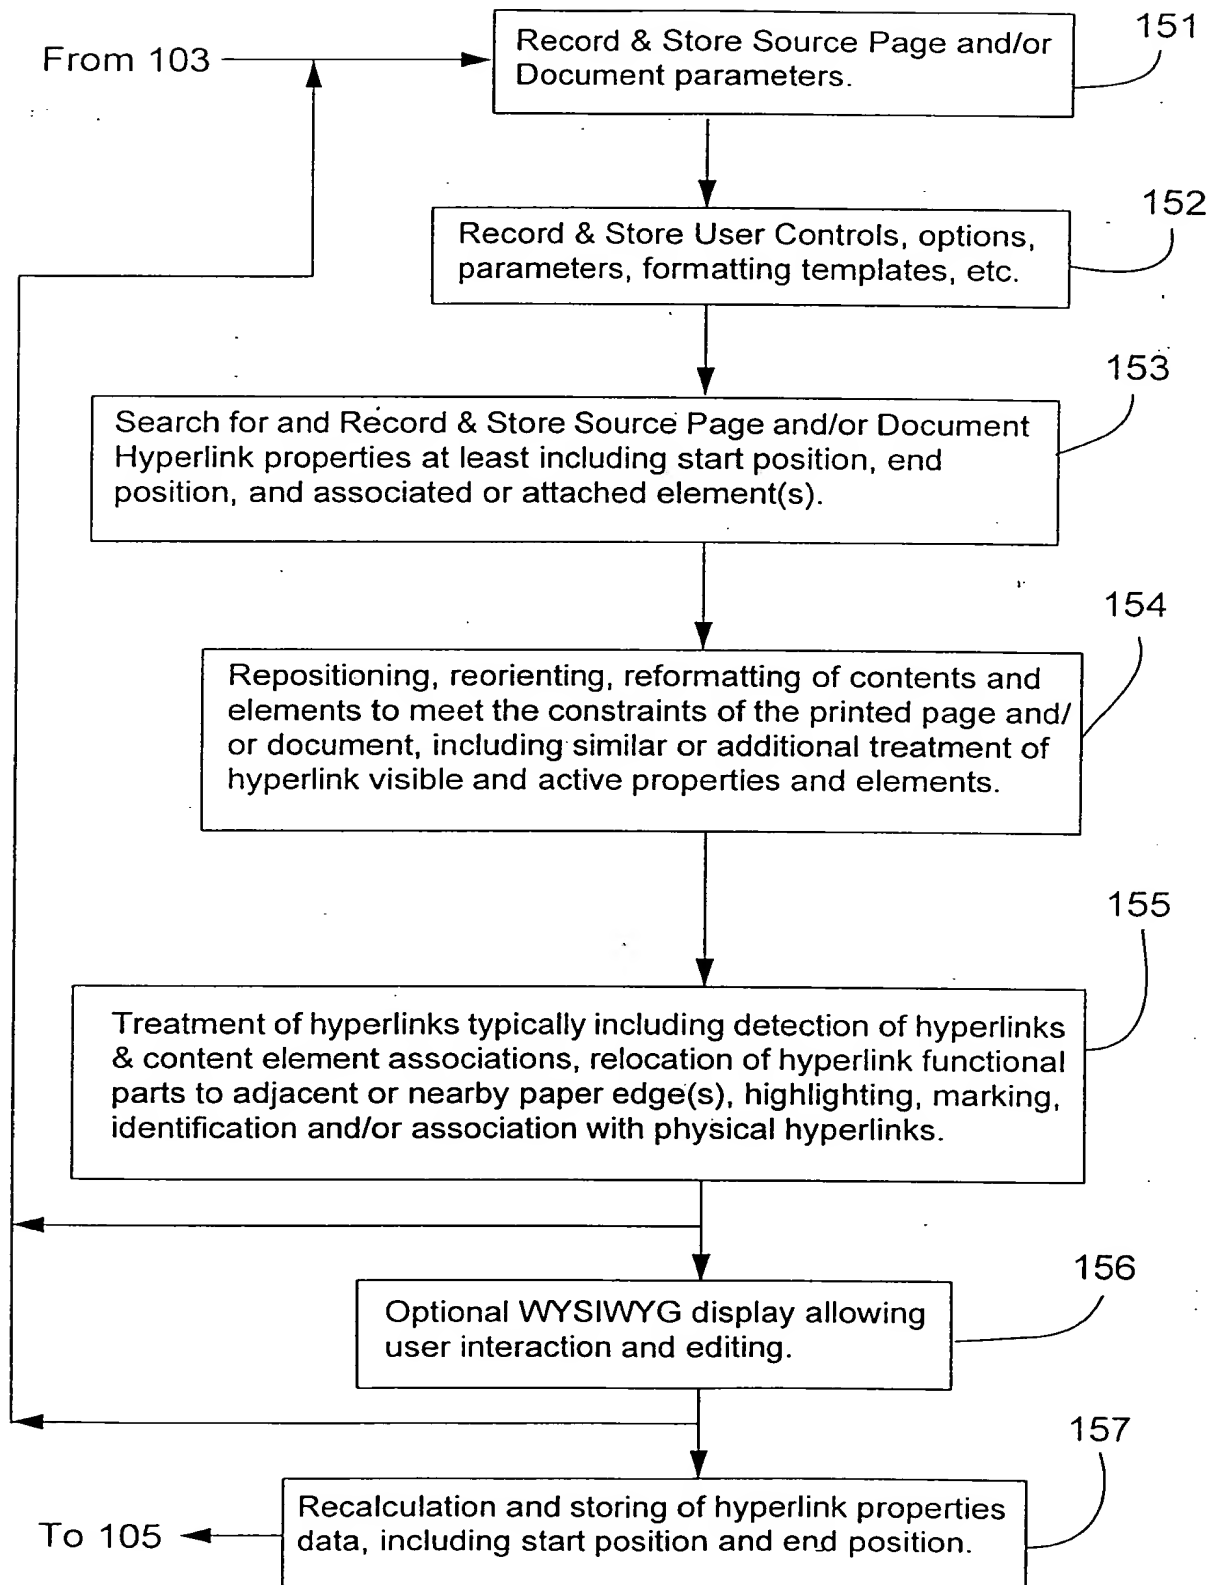 151
From 103
Record & Store Source Page and/or
Document parameters.
152
Record & Store User Controls, options,
parameters, formatting templates, etc.
153
Search for and Record & Store Source Page and/or Document
Hyperlink properties at least including start position, end
position, and associated or attached element(s).
154
Repositioning, reorienting, reformatting of contents and
elements to meet the constraints of the printed page and/
or document, including similar or additional treatment of
hyperlink visible and active properties and elements.
155
Treatment of hyperlinks typically including detection of hyperlinks
& content element associations, relocation of hyperlink functional
parts to adjacent or nearby paper edge(s), highlighting, marking,
identification and/or association with physical hyperlinks.
156
Optional WYSIWYG display allowing
user interaction and editing.
157
Recalculation and storing of hyperlink properties
data, including start position and end position.
To 105